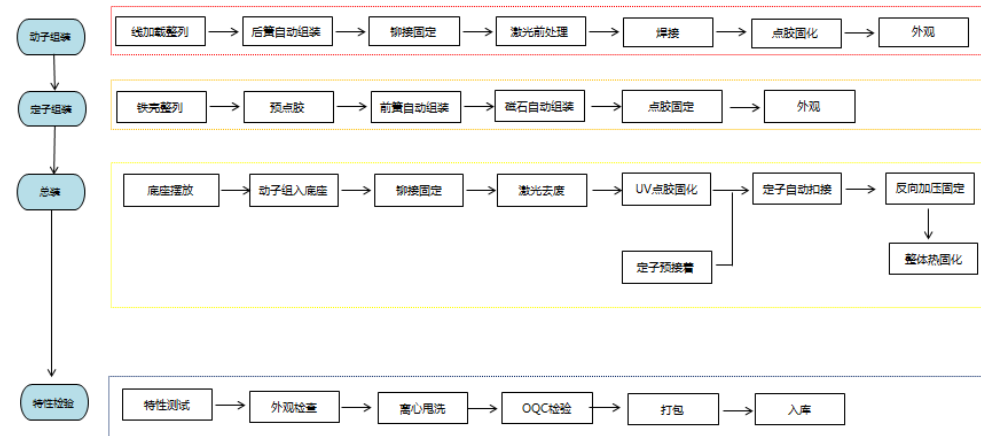 动子组装
线加载整列
后簧自动组装
铆接固定
激光前处理
焊接
点胶固化
外观
定子组装
铁壳整列
预点胶
前簧自动组装
磁石自动组装
点胶固定
外观
总装
底座摆放
动子组入底座
铆接固定
激光去废
UV点胶固化
定子自动扣接
反向加压固定
定子预接着
整体热固化
特性检验
特性测试
外观检查
离心甩洗
OQC检验
打包
入库